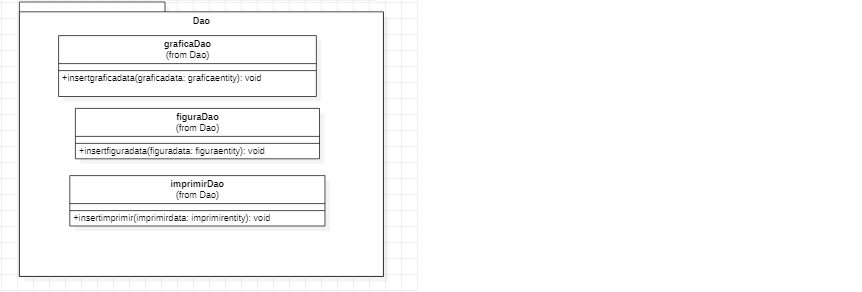 Dao
graficaDao
(from Dao)
+insertgraficadata(graficadata: graficaentity): void
figuraDao
(from Dao)
+insertfiguradata(figuradata: figuraentity): void
imprimirDao
(from Dao)
+insertimprimir(imprimirdata: imprimirentity): void